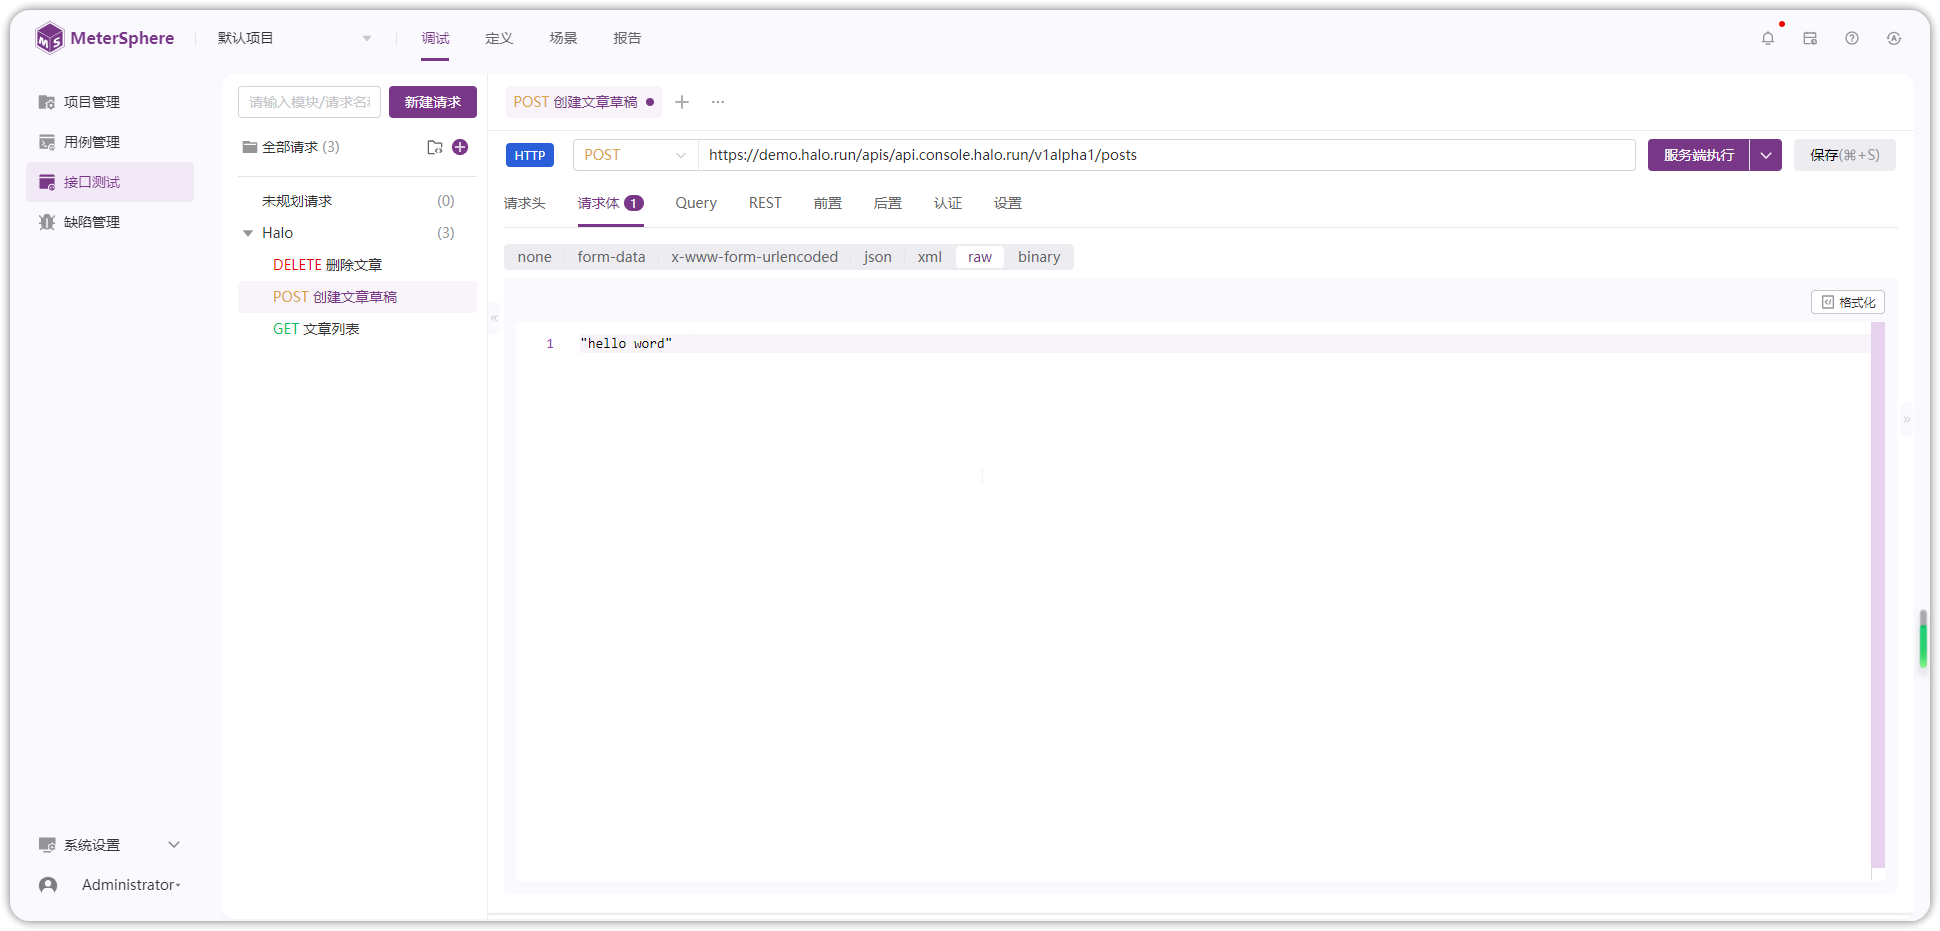 MeterSphere 默认项目 调试 定义 场景 报告
项目管理
用例管理
接口测试
缺陷管理
系统设置
Administrator
请输入模块/请求名称 新建请求
全部请求 (3)
未规划请求 (0)
Halo (3)
DELETE 删除文章
POST 创建文章草稿
GET 文章列表
POST 创建文章草稿
HTTP POST https://demo.halo.run/apis/api.console.halo.run/v1alpha1/posts 服务端执行 保存(⌘+S)
请求头 请求体 1 Query REST 前置 后置 认证 设置
none form-data x-www-form-urlencoded json xml raw binary
格式化
1 "hello word"